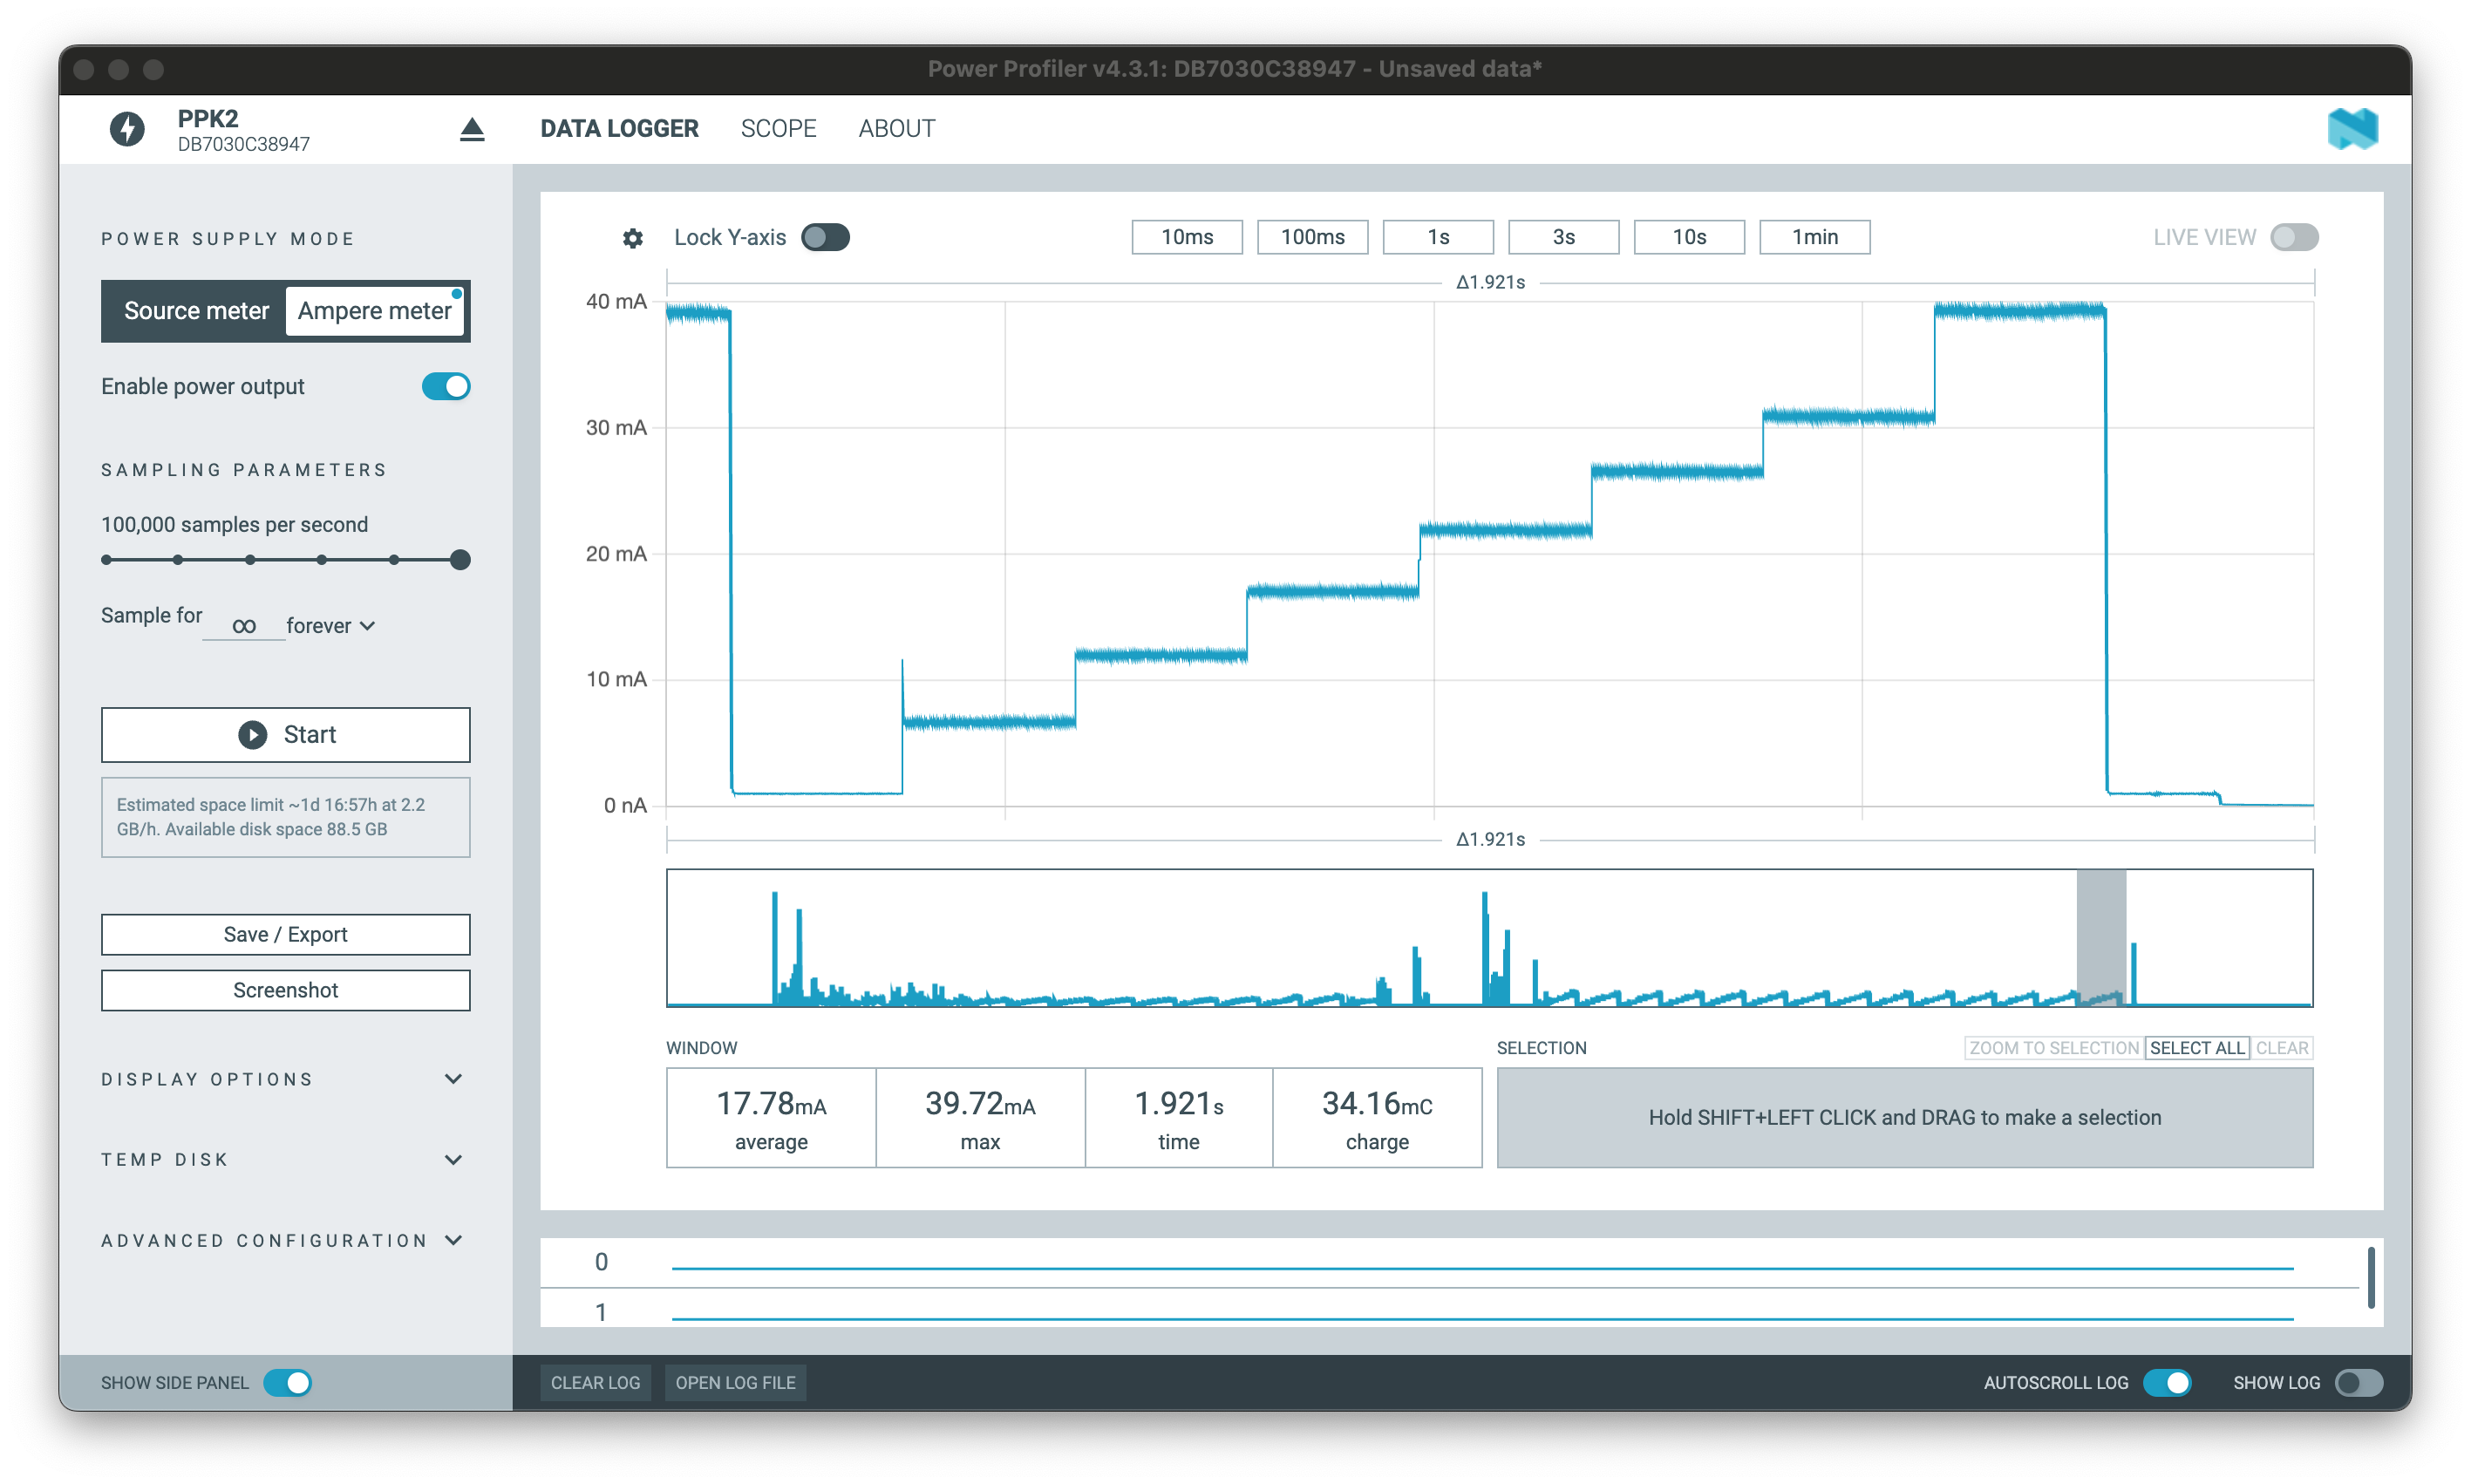 Power Profiler v4.3.1: DB7030C38947 - Unsaved data*
PPK2
DB7030C38947
DATA LOGGER
SCOPE
ABOUT
POWER SUPPLY MODE
Source meter
Ampere meter
Enable power output
SAMPLING PARAMETERS
100,000 samples per second
Sample for ∞ forever
Start
Estimated space limit ~1d 16:57h at 2.2
GB/h. Available disk space 88.5 GB
Save / Export
Screenshot
DISPLAY OPTIONS
TEMP DISK
ADVANCED CONFIGURATION
SHOW SIDE PANEL
Lock Y-axis
10ms
100ms
1s
3s
10s
1min
LIVE VIEW
Δ1.921s
40 mA
30 mA
20 mA
10 mA
0 nA
Δ1.921s
WINDOW
17.78mA
average
39.72mA
max
1.921s
time
34.16mC
charge
SELECTION
ZOOM TO SELECTION
SELECT ALL
CLEAR
Hold SHIFT+LEFT CLICK and DRAG to make a selection
0
1
CLEAR LOG
OPEN LOG FILE
AUTOSCROLL LOG
SHOW LOG